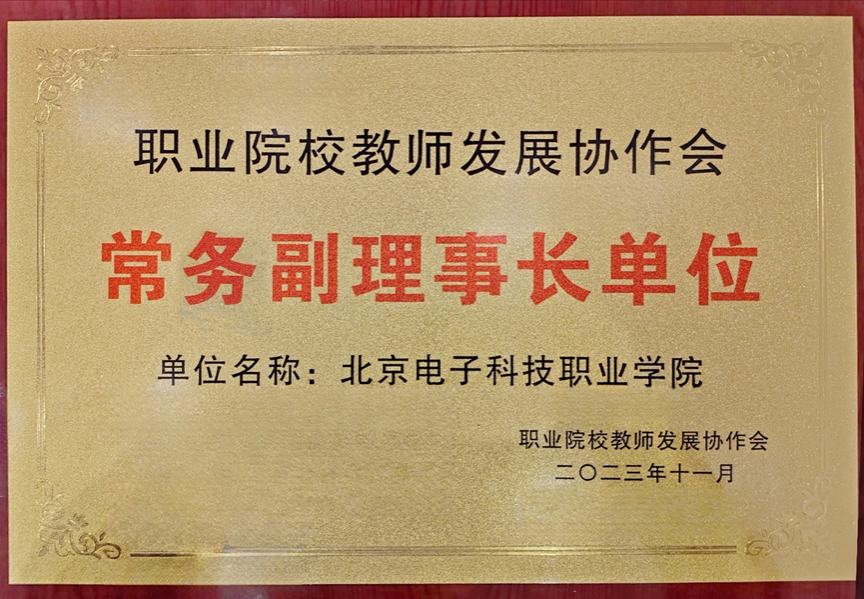 职业院校教师发展协作会
常务副理事长单位
单位名称：北京电子科技职业学院
职业院校教师发展协作会
二〇二三年十一月